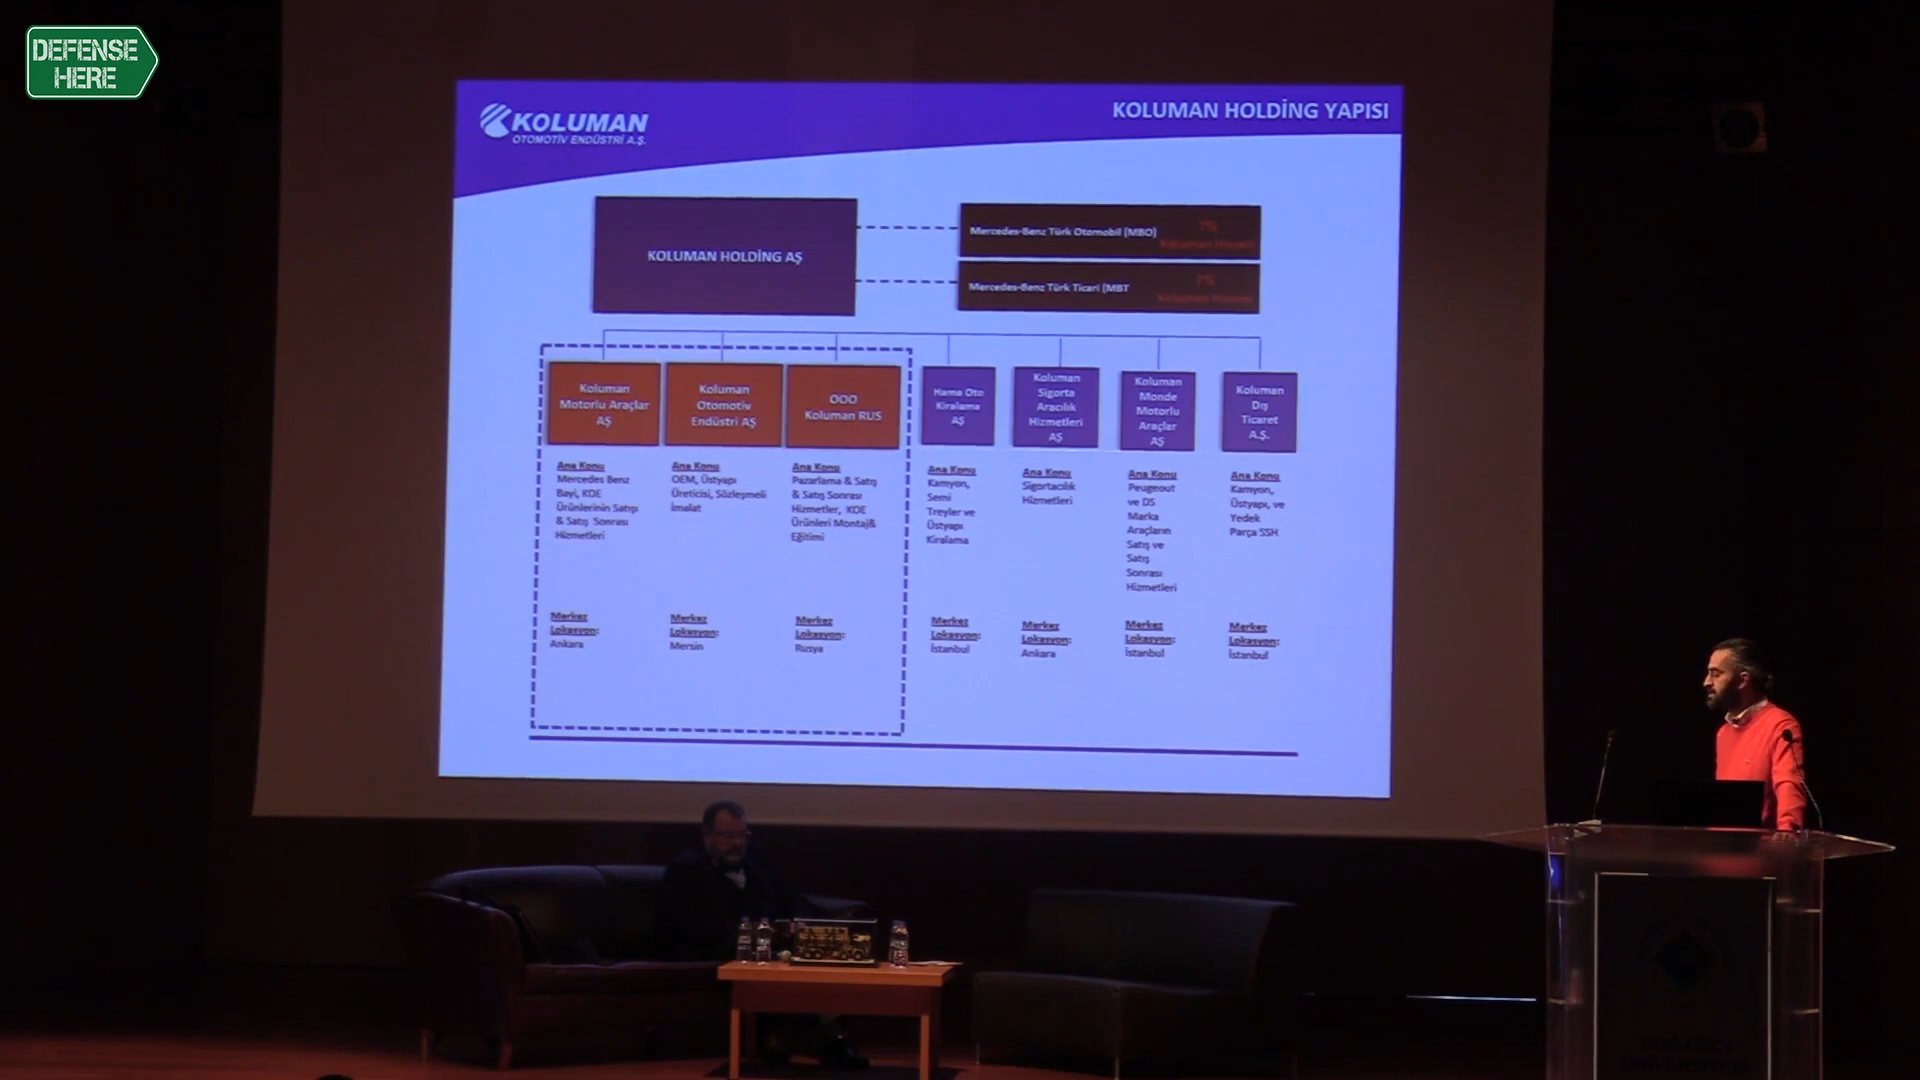 DEFENSE
HERE
KOLUMAN
OTOMOTİV ENDÜSTRİ A.Ş.
KOLUMAN HOLDİNG YAPISI
KOLUMAN HOLDİNG AŞ
Mercedes-Benz Türk Otomobil (MBO)
7%
Mercedes-Benz Türk Ticari (MBT
7%
Koluman
Motorlu Araçlar
AŞ
Koluman
Otomotiv
Endüstri AŞ
OOO
Koluman RUS
Hama Oto
Kiralama
AŞ
Koluman
Sigorta
Aracılık
Hizmetleri
AŞ
Koluman
Monde
Motorlu
Araçlar
AŞ
Koluman
Dış
Ticaret
A.Ş.
Ana Konu
Mercedes Benz
Bayi, KOE
Ürünlerinin Satışı
& Satış Sonrası
Hizmetleri
Ana Konu
OEM, Üstyapı
Üreticisi, Sözleşmeli
İmalat
Ana Konu
Pazarlama & Satış
& Satış Sonrası
Hizmetler, KOE
Ürünleri Montaj&
Eğitimi
Ana Konu
Kamyon,
Semi
Treyler ve
Üstyapı
Kiralama
Ana Konu
Sigortacılık
Hizmetleri
Ana Konu
Peugeout
ve DS
Marka
Araçların
Satış ve
Satış
Sonrası
Hizmetleri
Ana Konu
Kamyon,
Üstyapı, ve
Yedek
Parça SSH
Merkez
Lokasyon:
Ankara
Merkez
Lokasyon:
Mersin
Merkez
Lokasyon:
Rusya
Merkez
Lokasyon:
İstanbul
Merkez
Lokasyon:
Ankara
Merkez
Lokasyon:
İstanbul
Merkez
Lokasyon:
İstanbul